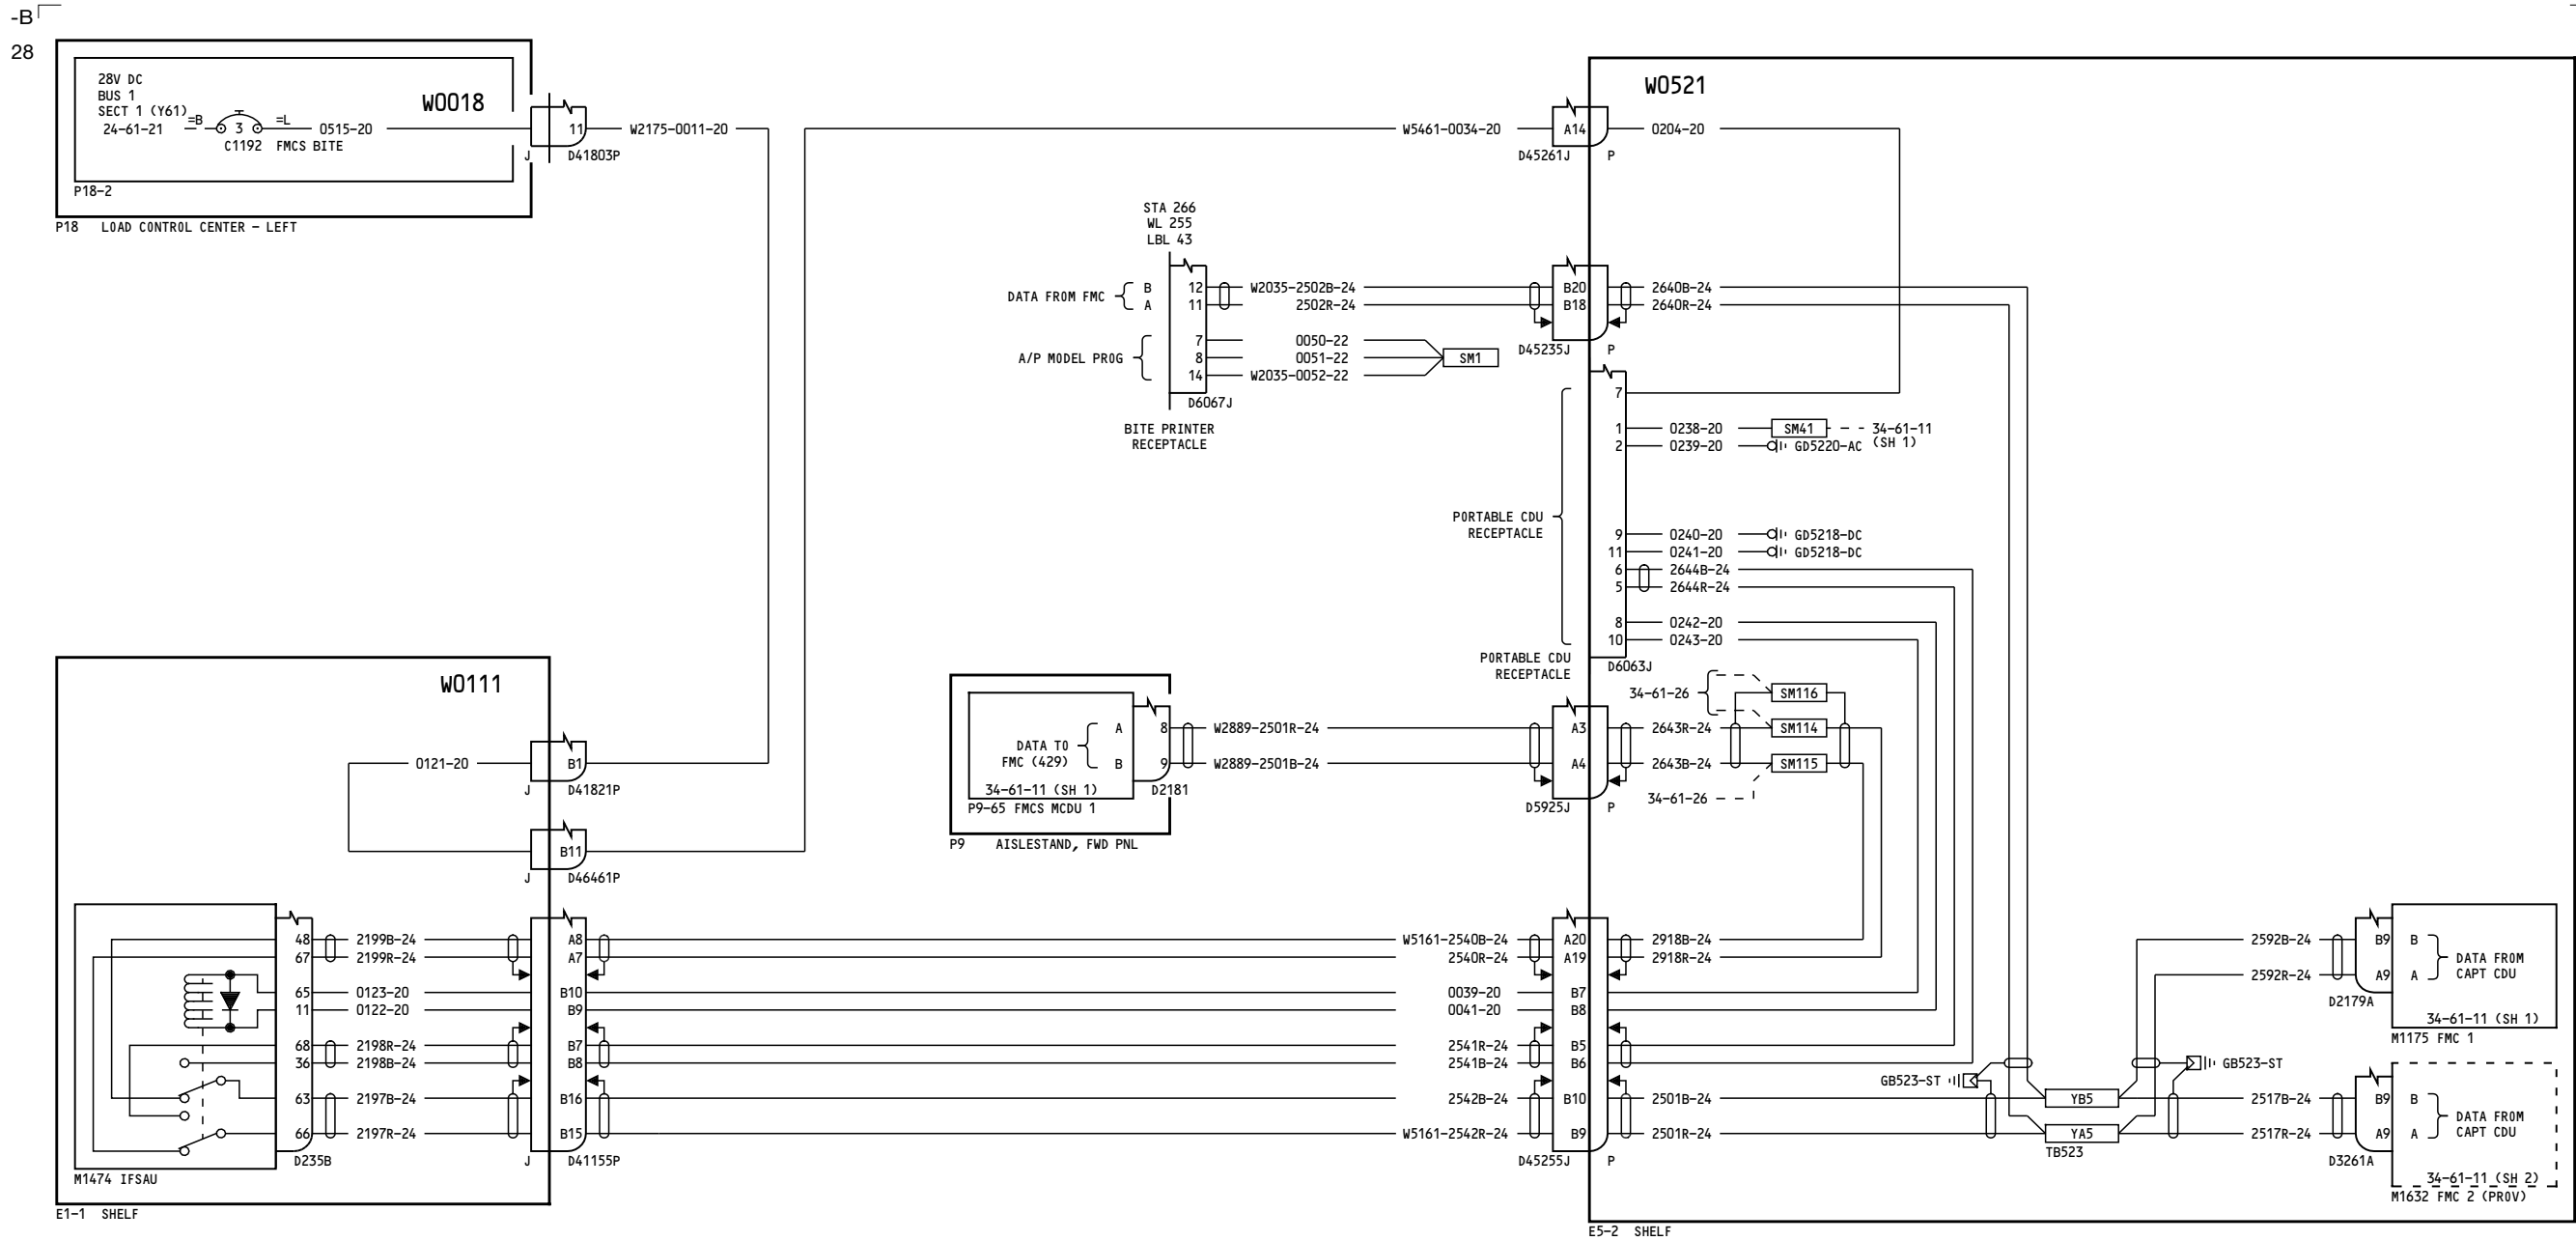 -B
28
28V DC
BUS 1
SECT 1 (Y61)
24-61-21
=B
3
=L
C1192 FMCS BITE
0515-20
W0018
P18-2
P18 LOAD CONTROL CENTER - LEFT
11
J
D41803P
W2175-0011-20
W5461-0034-20
A14
D45261J
P
0204-20
W0521
STA 266
WL 255
LBL 43
DATA FROM FMC
B
A
12
11
W2035-2502B-24
2502R-24
A/P MODEL PROG
7
8
14
0050-22
0051-22
W2035-0052-22
SM1
D6067J
BITE PRINTER
RECEPTACLE
B20
B18
D45235J
P
2640B-24
2640R-24
7
1
2
0238-20
0239-20
SM41
34-61-11
(SH 1)
GD5220-AC
PORTABLE CDU
RECEPTACLE
9
11
6
5
8
10
0240-20
0241-20
2644B-24
2644R-24
0242-20
0243-20
GD5218-DC
GD5218-DC
PORTABLE CDU
RECEPTACLE
D6063J
W0111
0121-20
B1
J
D41821P
B11
J
D46461P
DATA TO
FMC (429)
A
B
8
9
34-61-11 (SH 1)
D2181
P9-65 FMCS MCDU 1
P9 AISLESTAND, FWD PNL
W2889-2501R-24
W2889-2501B-24
A3
A4
D5925J
P
2643R-24
2643B-24
34-61-26
SM116
SM114
SM115
34-61-26
48
67
65
11
68
36
63
66
D235B
M1474 IFSAU
E1-1 SHELF
2199B-24
2199R-24
0123-20
0122-20
2198R-24
2198B-24
2197B-24
2197R-24
A8
A7
B10
B9
B7
B8
B16
B15
J
D41155P
W5161-2540B-24
2540R-24
0039-20
0041-20
2541R-24
2541B-24
2542B-24
W5161-2542R-24
A20
A19
B7
B8
B5
B6
B10
B9
D45255J
P
2918B-24
2918R-24
2501B-24
2501R-24
GB523-ST
YB5
YA5
TB523
GB523-ST
2592B-24
2592R-24
B9
A9
D2179A
B
A
DATA FROM
CAPT CDU
34-61-11 (SH 1)
M1175 FMC 1
2517B-24
2517R-24
B9
A9
D3261A
B
A
DATA FROM
CAPT CDU
34-61-11 (SH 2)
M1632 FMC 2 (PROV)
E5-2 SHELF